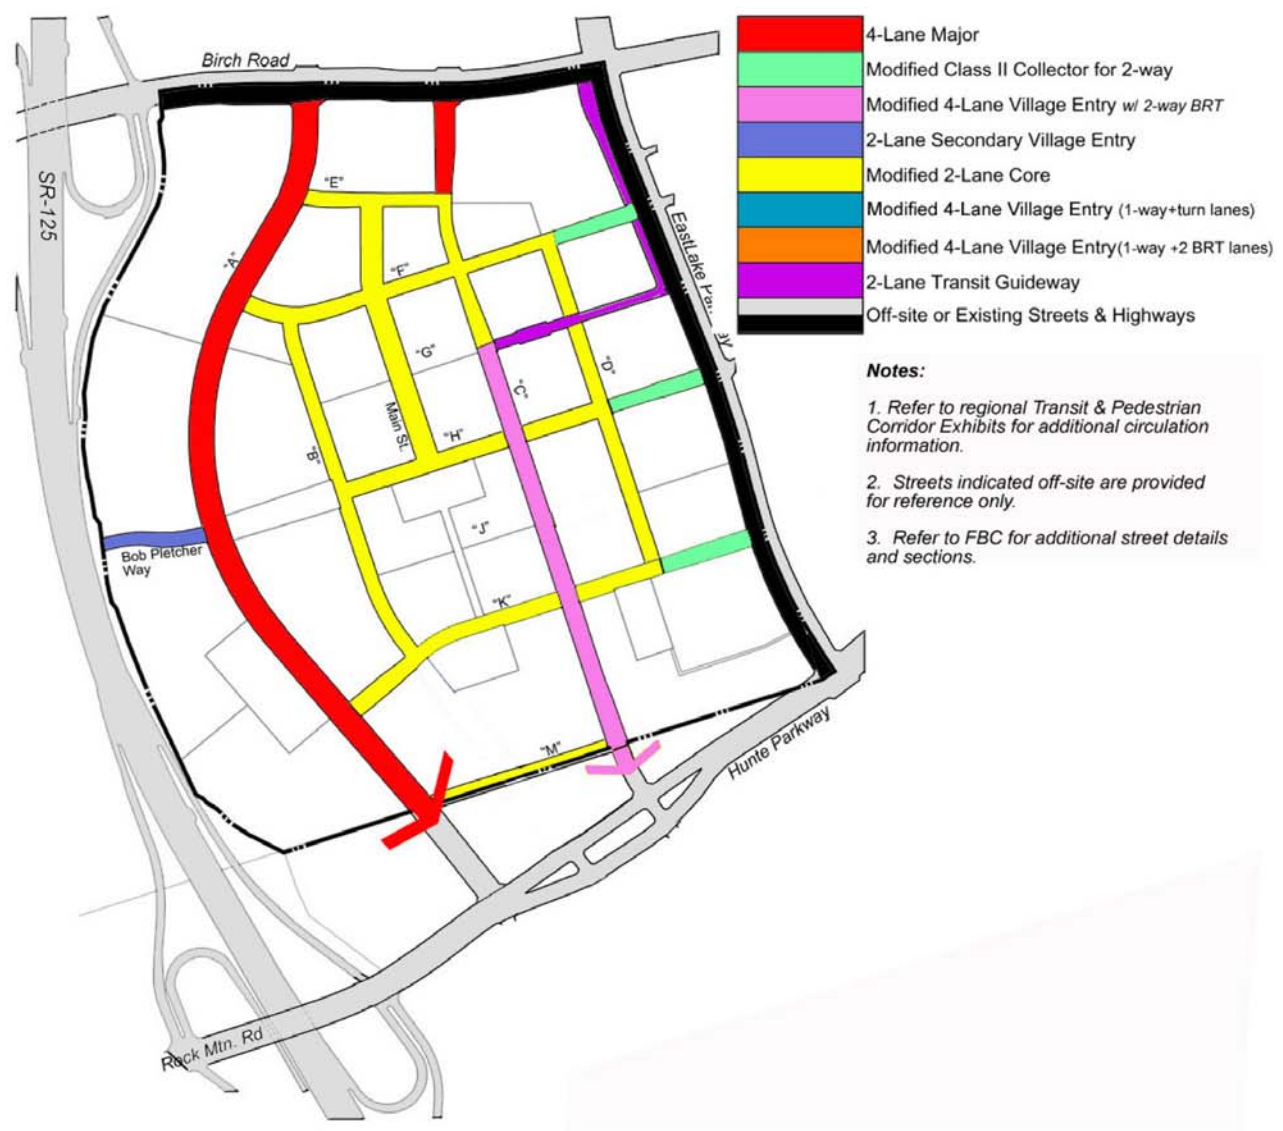 Birch Road
SR-125
"E"
"A"
"F"
EastLake
"G"
"D"
"C"
Main St.
"H"
"B"
"J"
Bob Pletcher
Way
"K"
"M"
Hunte Parkway
Rock Mtn. Rd
4-Lane Major
Modified Class II Collector for 2-way
Modified 4-Lane Village Entry w/ 2-way BRT
2-Lane Secondary Village Entry
Modified 2-Lane Core
Modified 4-Lane Village Entry (1-way+turn lanes)
Modified 4-Lane Village Entry(1-way +2 BRT lanes)
2-Lane Transit Guideway
Off-site or Existing Streets & Highways
Notes:
1. Refer to regional Transit & Pedestrian
Corridor Exhibits for additional circulation
information.
2. Streets indicated off-site are provided
for reference only.
3. Refer to FBC for additional street details
and sections.